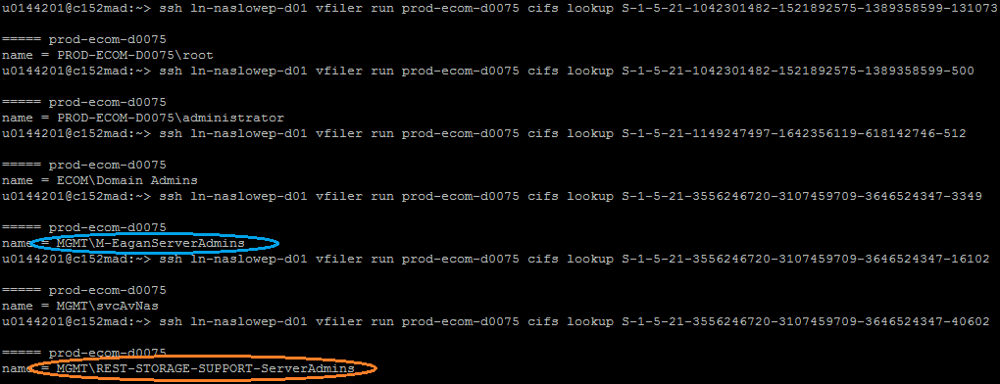 u0144201@c152mad:~> ssh ln-naslowep-d01 vfiler run prod-ecom-d0075 cifs lookup S-1-5-21-1042301482-1521892575-1389358599-131073
===== prod-ecom-d0075
name = PROD-ECOM-D0075\root
u0144201@c152mad:~> ssh ln-naslowep-d01 vfiler run prod-ecom-d0075 cifs lookup S-1-5-21-1042301482-1521892575-1389358599-500
===== prod-ecom-d0075
name = PROD-ECOM-D0075\administrator
u0144201@c152mad:~> ssh ln-naslowep-d01 vfiler run prod-ecom-d0075 cifs lookup S-1-5-21-1149247497-1642356119-618142746-512
===== prod-ecom-d0075
name = ECOM\Domain Admins
u0144201@c152mad:~> ssh ln-naslowep-d01 vfiler run prod-ecom-d0075 cifs lookup S-1-5-21-3556246720-3107459709-3646524347-3349
===== prod-ecom-d0075
name = MGMT\M-EaganServerAdmins
u0144201@c152mad:~> ssh ln-naslowep-d01 vfiler run prod-ecom-d0075 cifs lookup S-1-5-21-3556246720-3107459709-3646524347-16102
===== prod-ecom-d0075
name = MGMT\svcAvNas
u0144201@c152mad:~> ssh ln-naslowep-d01 vfiler run prod-ecom-d0075 cifs lookup S-1-5-21-3556246720-3107459709-3646524347-40602
===== prod-ecom-d0075
name = MGMT\REST-STORAGE-SUPPORT-ServerAdmins